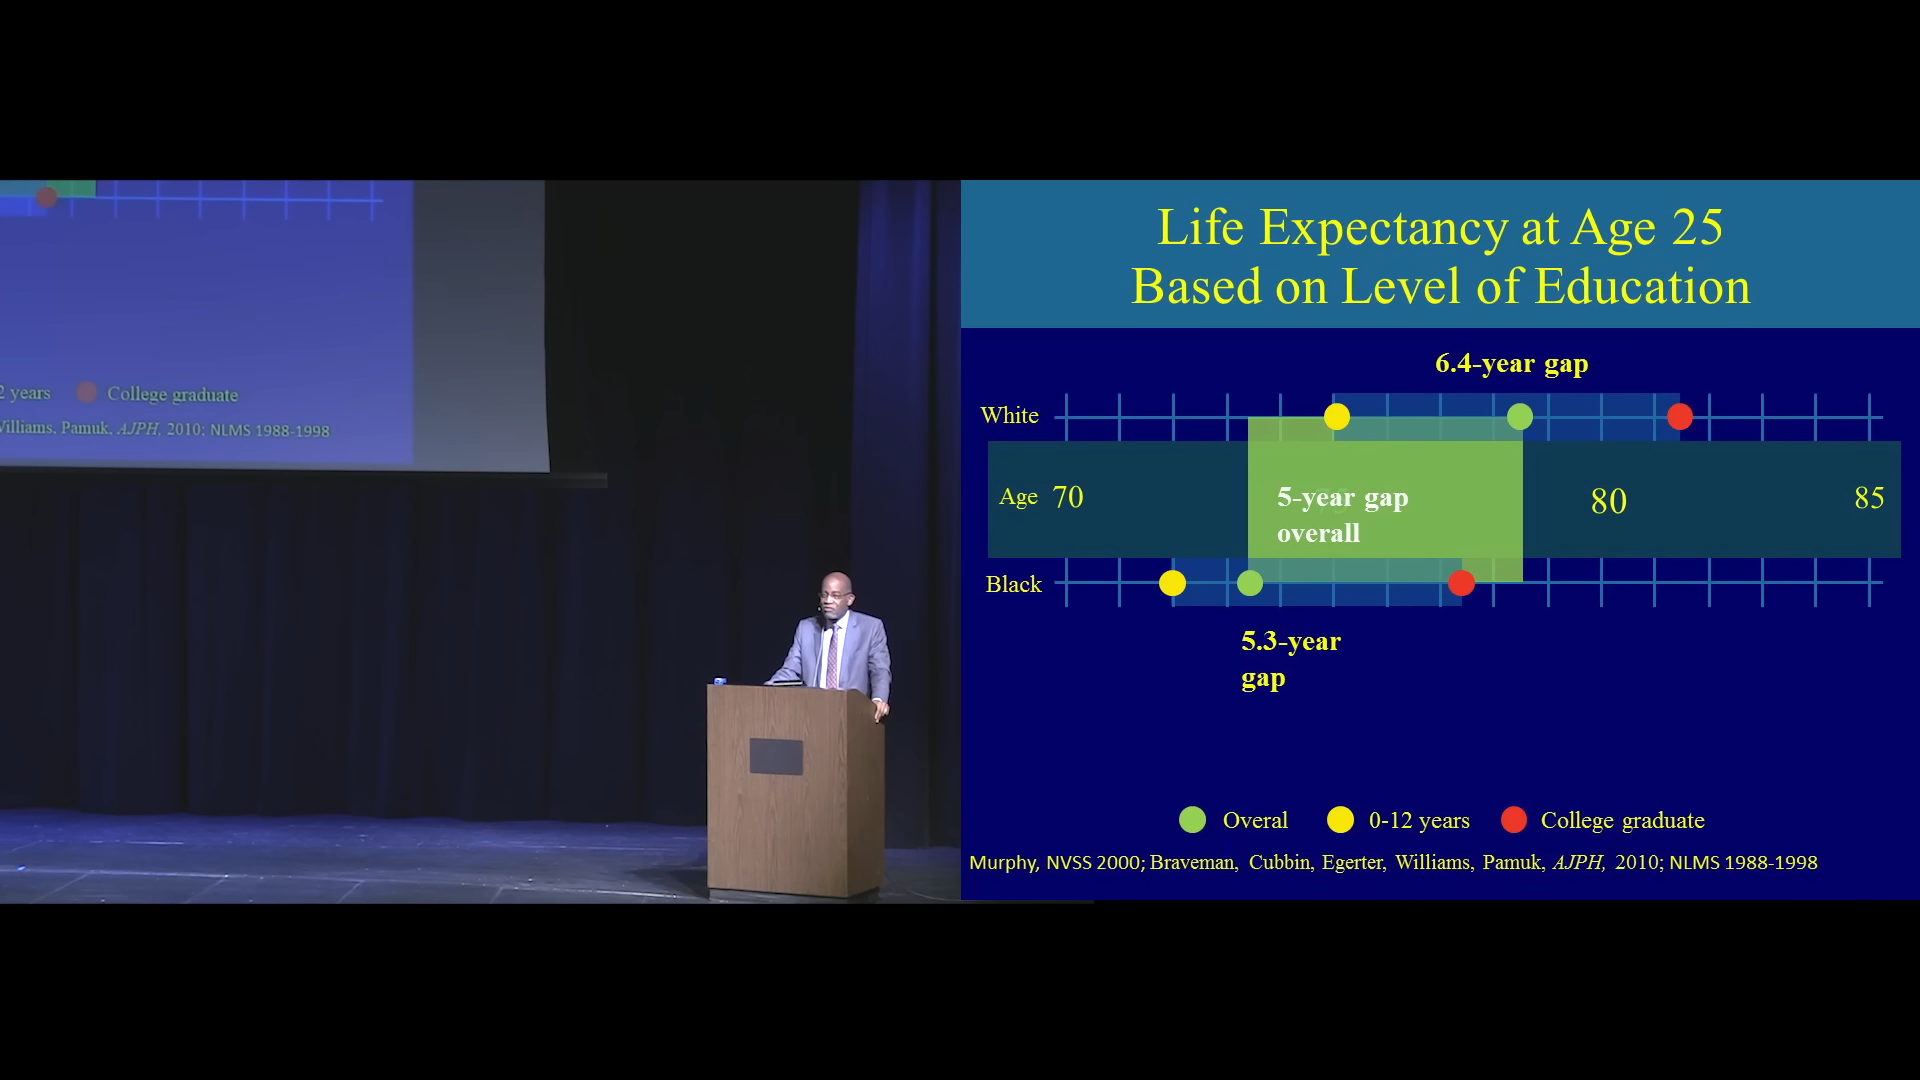 2 years College graduate
Williams, Pamuk, AJPH, 2010; NLMS 1988-1998
Life Expectancy at Age 25
Based on Level of Education
6.4-year gap
White
Age 70 5-year gap 80 85
overall
Black
5.3-year
gap
Overal 0-12 years College graduate
Murphy, NVSS 2000; Braveman, Cubbin, Egerter, Williams, Pamuk, AJPH, 2010; NLMS 1988-1998